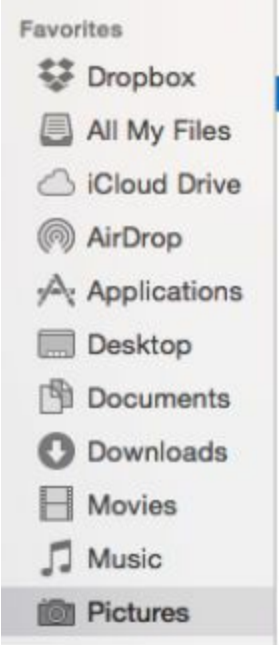 Favorites
Dropbox
All My Files
iCloud Drive
AirDrop
Applications
Desktop
Documents
Downloads
Movies
Music
Pictures